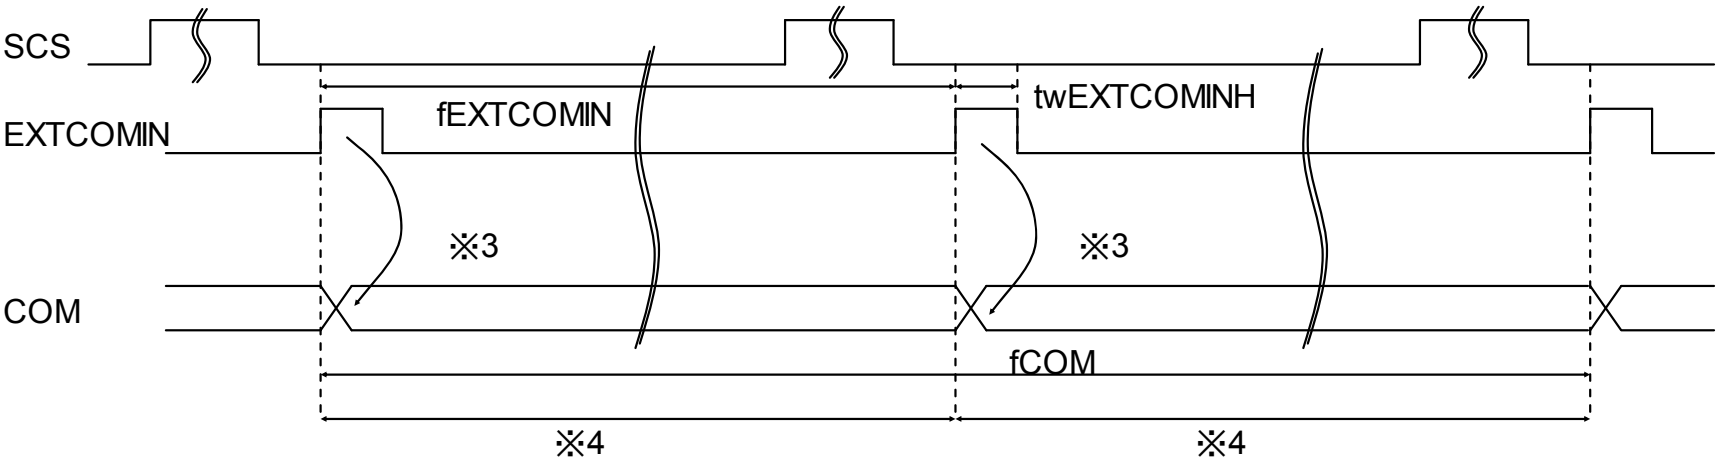 SCS
fEXTCOMIN
twEXTCOMINH
EXTCOMIN
※3
※3
COM
fCOM
※4
※4